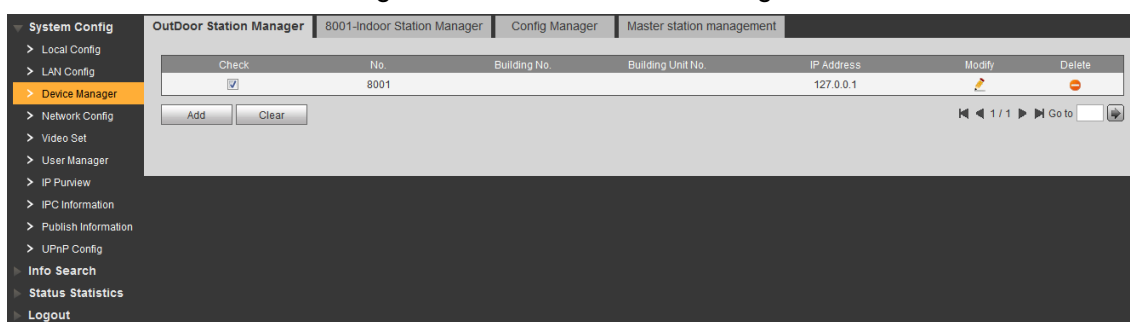 System Config
Local Config
LAN Config
Device Manager
Network Config
Video Set
User Manager
IP Purview
IPC Information
Publish Information
UPnP Config
Info Search
Status Statistics
Logout
OutDoor Station Manager 8001-Indoor Station Manager Config Manager Master station management
Check No. Building No. Building Unit No. IP Address Modify Delete
8001 127.0.0.1
Add Clear 1 / 1 Go to